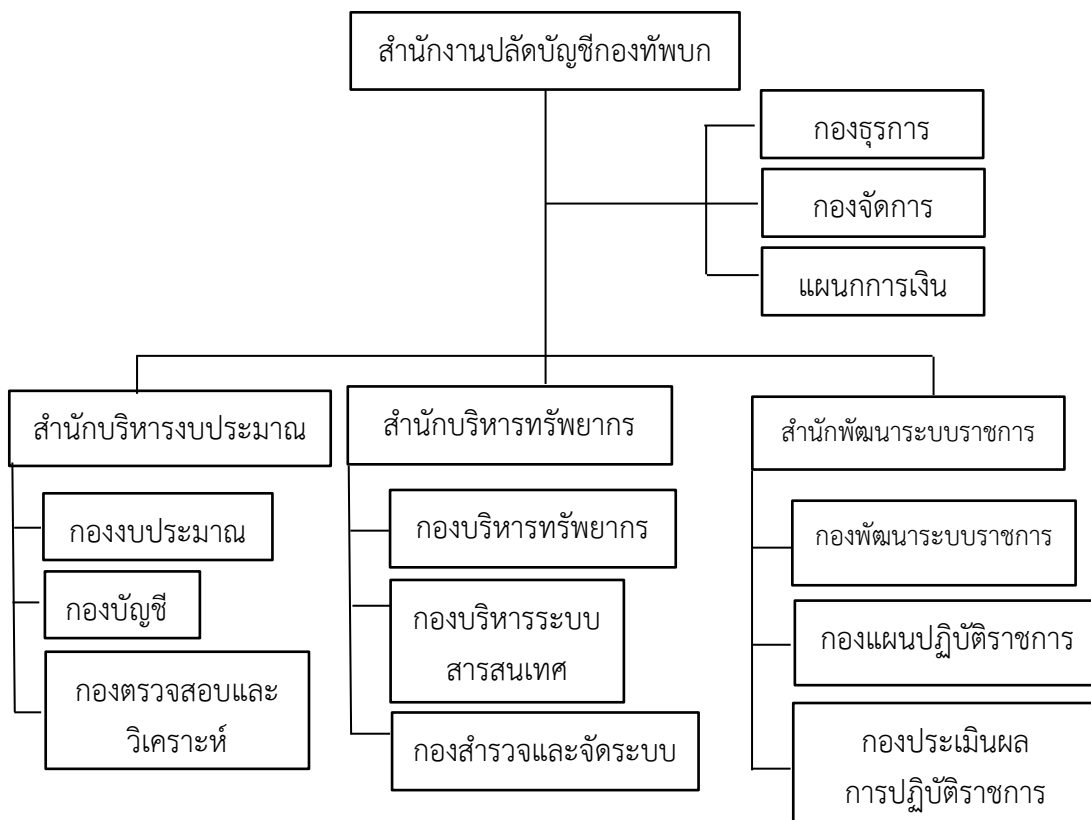 สำนักงานปลัดบัญชีกองทัพบก
กองธุรการ
กองจัดการ
แผนกการเงิน
สำนักบริหารงบประมาณ
กองงบประมาณ
กองบัญชี
กองตรวจสอบและ
วิเคราะห์
สำนักบริหารทรัพยากร
กองบริหารทรัพยากร
กองบริหารระบบ
สารสนเทศ
กองสำรวจและจัดระบบ
สำนักพัฒนาระบบราชการ
กองพัฒนาระบบราชการ
กองแผนปฏิบัติราชการ
กองประเมินผล
การปฏิบัติราชการ